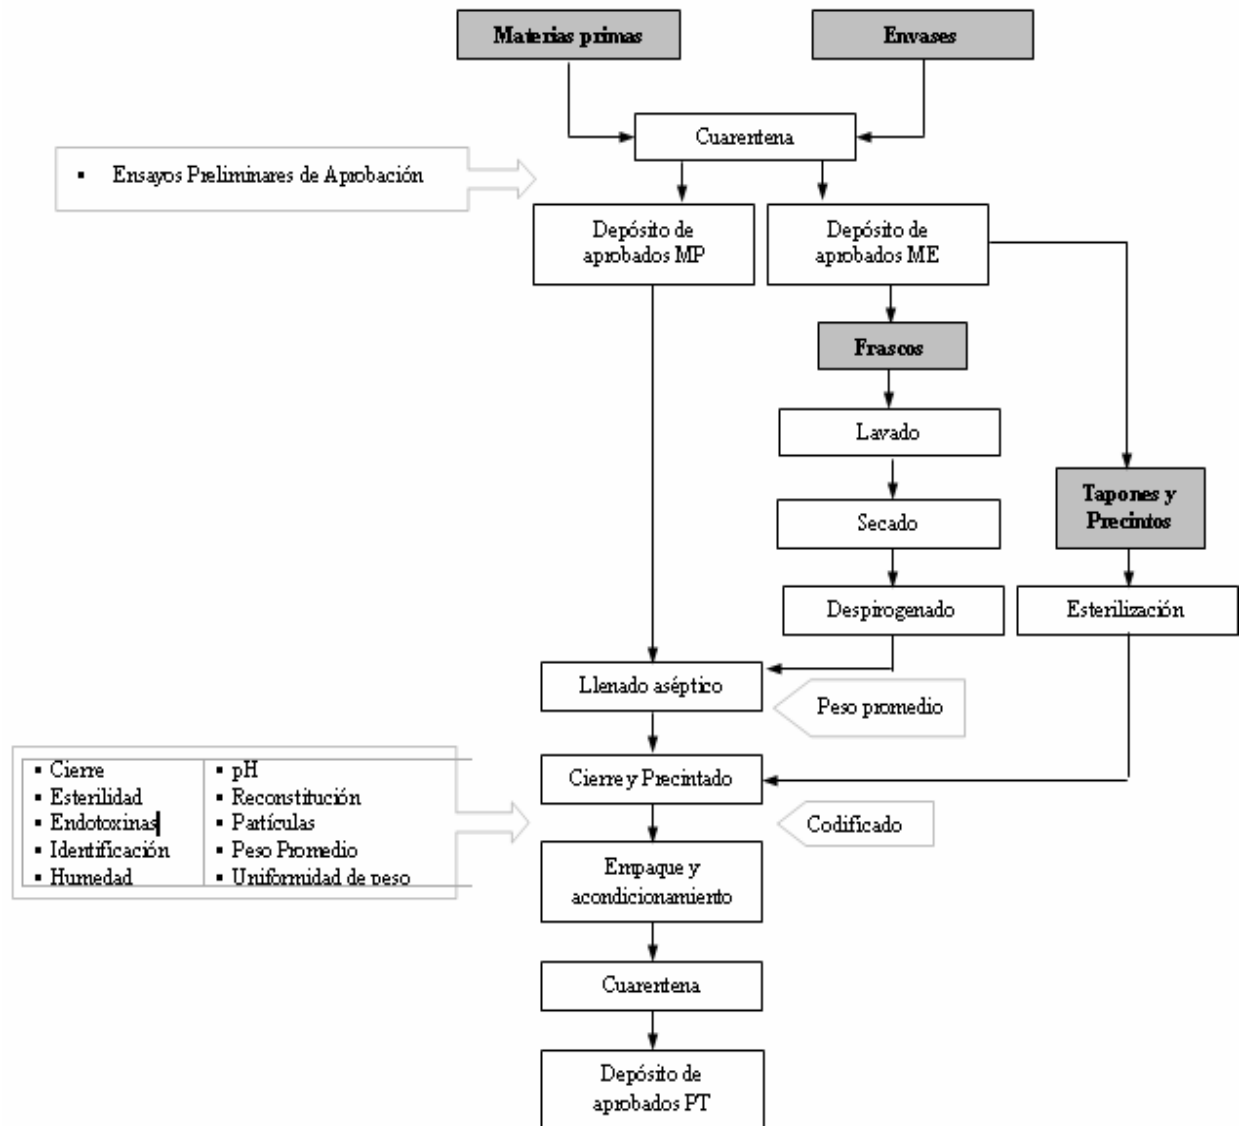 Materias primas
Envases
Cuarentena
▪ Ensayos Preliminares de Aprobación
Depósito de
aprobados MP
Depósito de
aprobados ME
Frascos
Lavado
Tapones y
Precintos
Secado
Despirogenado
Esterilización
Llenado aséptico
Peso promedio
▪ Cierre
▪ Esterilidad
▪ Endotoxinas
▪ Identificación
▪ Humedad
▪ pH
▪ Reconstitución
▪ Partículas
▪ Peso Promedio
▪ Uniformidad de peso
Cierre y Precintado
Codificado
Empaque y
acondicionamiento
Cuarentena
Depósito de
aprobados PT